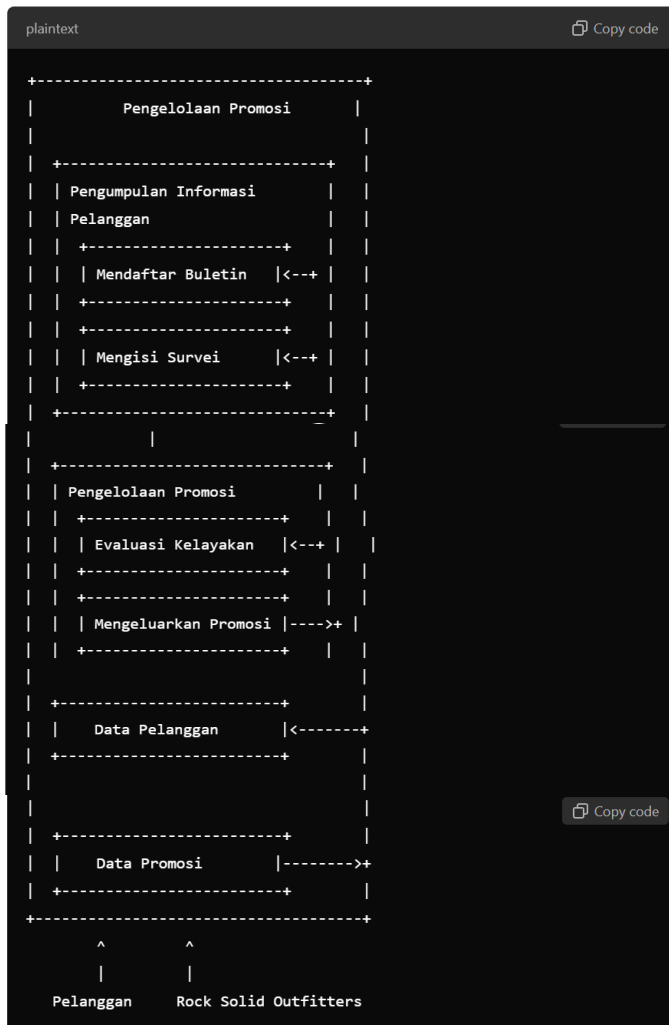 plaintext Copy code
+-------------------------------------+
|          Pengelolaan Promosi       |
|                                     |
|  +------------------------------+   |
|  | Pengumpulan Informasi        |   |
|  | Pelanggan                    |   |
|  |  +----------------------+    |   |
|  |  | Mendaftar Buletin   |<--+ |   |
|  |  +----------------------+    |   |
|  |  +----------------------+    |   |
|  |  | Mengisi Survei      |<--+ |   |
|  |  +----------------------+    |   |
|  +------------------------------+   |
|             |                      |
|  +------------------------------+   |
|  | Pengelolaan Promosi         |   |
|  |  +----------------------+    |   |
|  |  | Evaluasi Kelayakan  |<--+ |   |
|  |  +----------------------+    |   |
|  |  +----------------------+    |   |
|  |  | Mengeluarkan Promosi |---->+ |
|  |  +----------------------+    |   |
|                                     |
|  +-------------------------+        |
|  |    Data Pelanggan       |<-------+
|  +-------------------------+        |
|                                     |
|                                     |
Copy code
|  +-------------------------+        |
|  |    Data Promosi        |-------->+
|  +-------------------------+        |
+-------------------------------------+
        ^         ^
        |         |
   Pelanggan     Rock Solid Outfitters